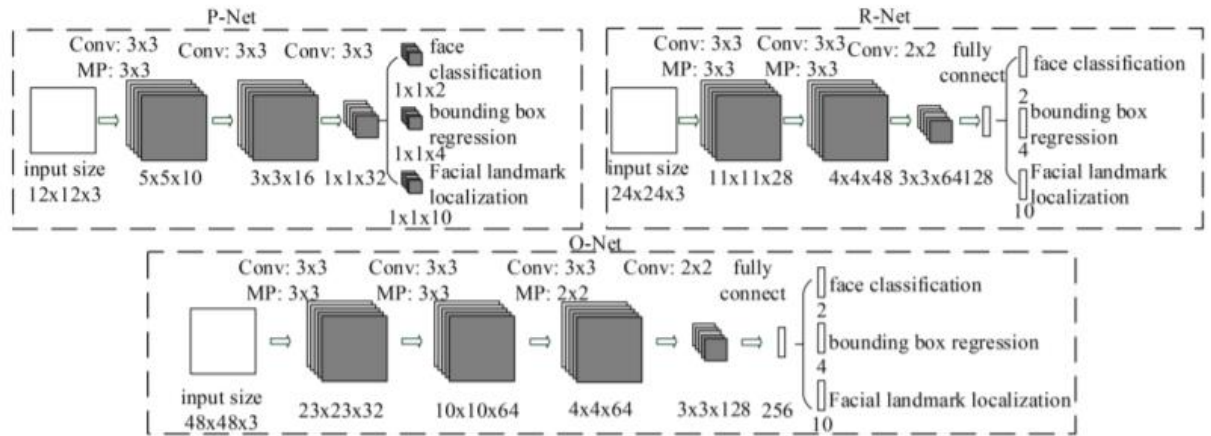 P-Net
Conv: 3x3 Conv: 3x3 Conv: 3x3
MP: 3x3
face
classification
1x1x2
bounding box
regression
1x1x4
Facial landmark
localization
1x1x10
input size
12x12x3
5x5x10
3x3x16
1x1x32
R-Net
Conv: 3x3 Conv: 3x3 Conv: 2x2 fully
MP: 3x3 MP: 3x3 connect
face classification
2
bounding box
regression
4
Facial landmark
localization
10
input size
24x24x3
11x11x28
4x4x48
3x3x64
128
O-Net
Conv: 3x3 Conv: 3x3 Conv: 3x3 Conv: 2x2 fully
MP: 3x3 MP: 3x3 MP: 2x2 connect
face classification
2
bounding box regression
4
Facial landmark localization
10
input size
48x48x3
23x23x32
10x10x64
4x4x64
3x3x128
256